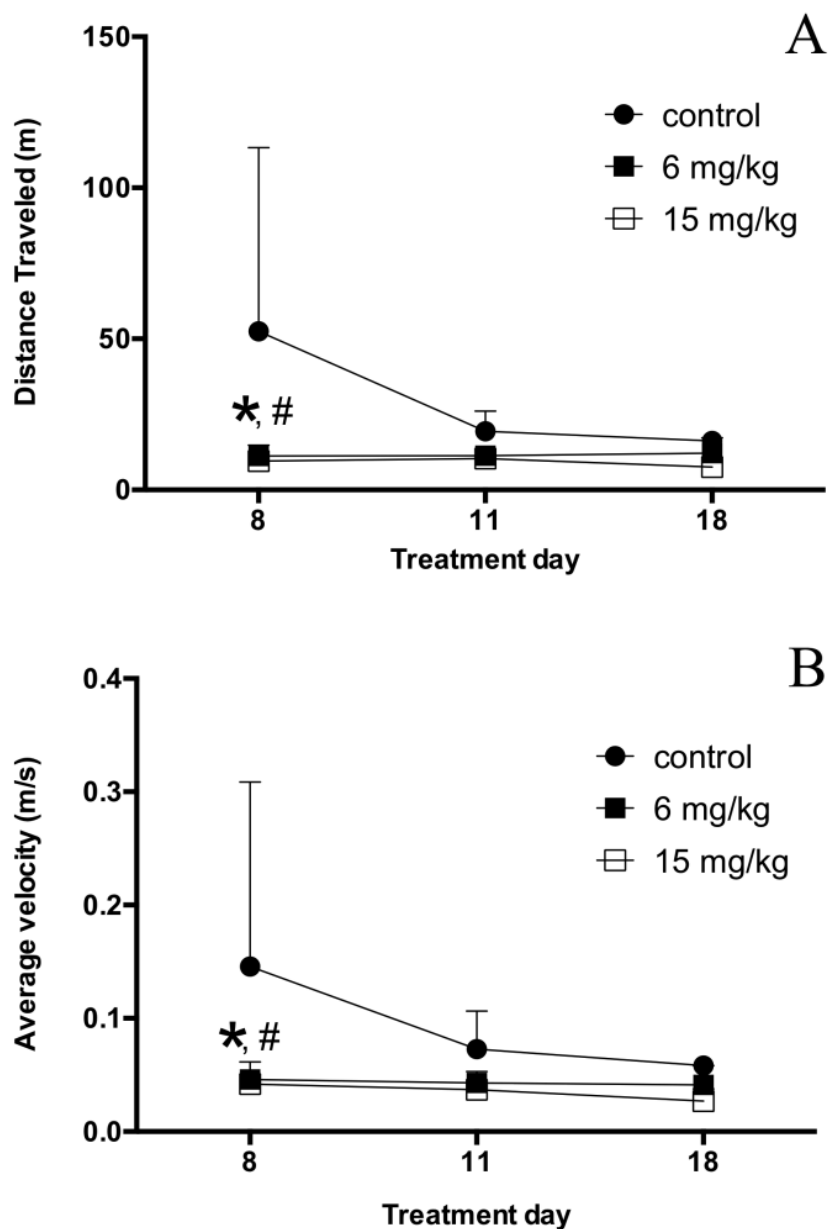 A
150
100
50
0
Distance Traveled (m)
control
6 mg/kg
15 mg/kg
*, #
8 11 18
Treatment day
B
0.4
0.3
0.2
0.1
0.0
Average velocity (m/s)
control
6 mg/kg
15 mg/kg
*, #
8 11 18
Treatment day